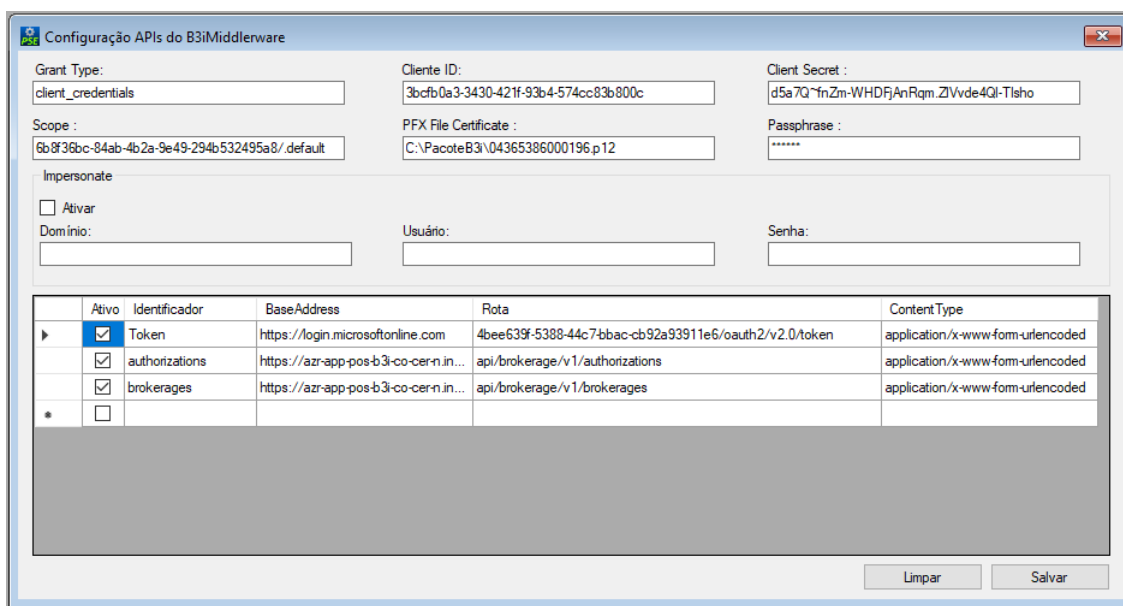 Configuração APIs do B3iMiddlerware
Grant Type: Cliente ID: Client Secret :
client_credentials 3bcfb0a3-3430-421f-93b4-574cc83b800c d5a7Q~fnZm-WHDFjAnRqm.ZlVvde4Ql-Tlsho
Scope : PFX File Certificate : Passphrase :
6b8f36bc-84ab-4b2a-9e49-294b532495a8/.default C:\PacoteB3i\04365386000196.p12 ******
Impersonate
Ativar
Domínio: Usuário: Senha:
Ativo Identificador BaseAddress Rota ContentType
Token https://login.microsoftonline.com 4bee639f-5388-44c7-bbac-cb92a93911e6/oauth2/v2.0/token application/x-www-form-urlencoded
authorizations https://azr-app-pos-b3i-co-cer-n.in... api/brokerage/v1/authorizations application/x-www-form-urlencoded
brokerages https://azr-app-pos-b3i-co-cer-n.in... api/brokerage/v1/brokerages application/x-www-form-urlencoded
Limpar Salvar